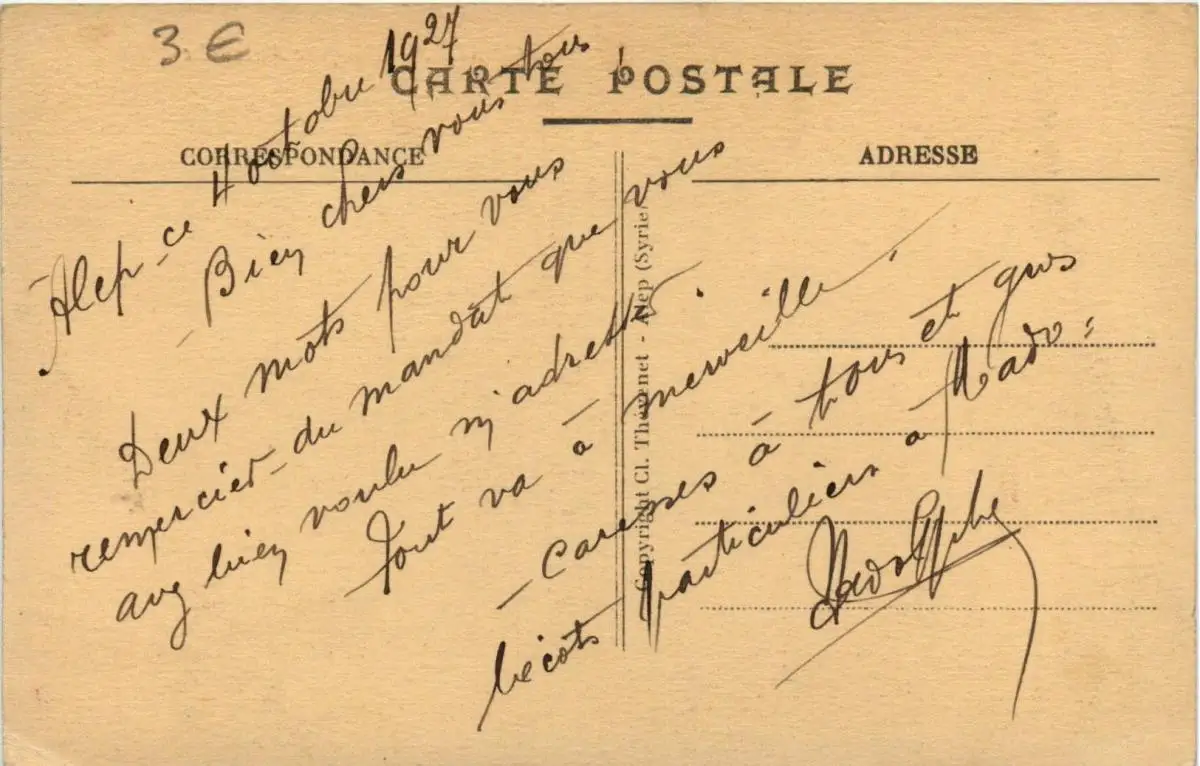 3 €
CARTE POSTALE
CORRESPONDANCE
ADRESSE
Alep - ce 4 octobre 1927
- Bien chers vous tous
Deux mots pour vous
remercier - du mandat que vous
avez bien voulu m'adresser.
Tout va à merveille!
- Caresses à tous et gros
bécots particuliers à Mado =
Copyright Cl. Thévenet - Alep (Syrie)